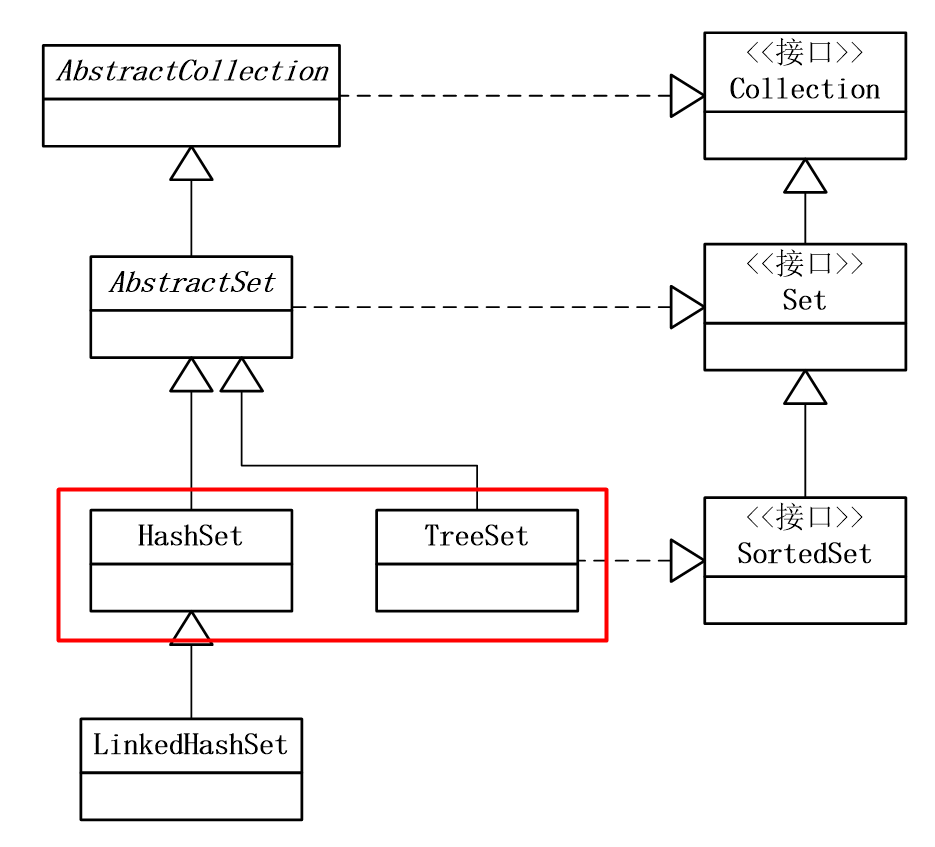 AbstractCollection
<<接口>>
Collection
AbstractSet
<<接口>>
Set
HashSet
TreeSet
<<接口>>
SortedSet
LinkedHashSet